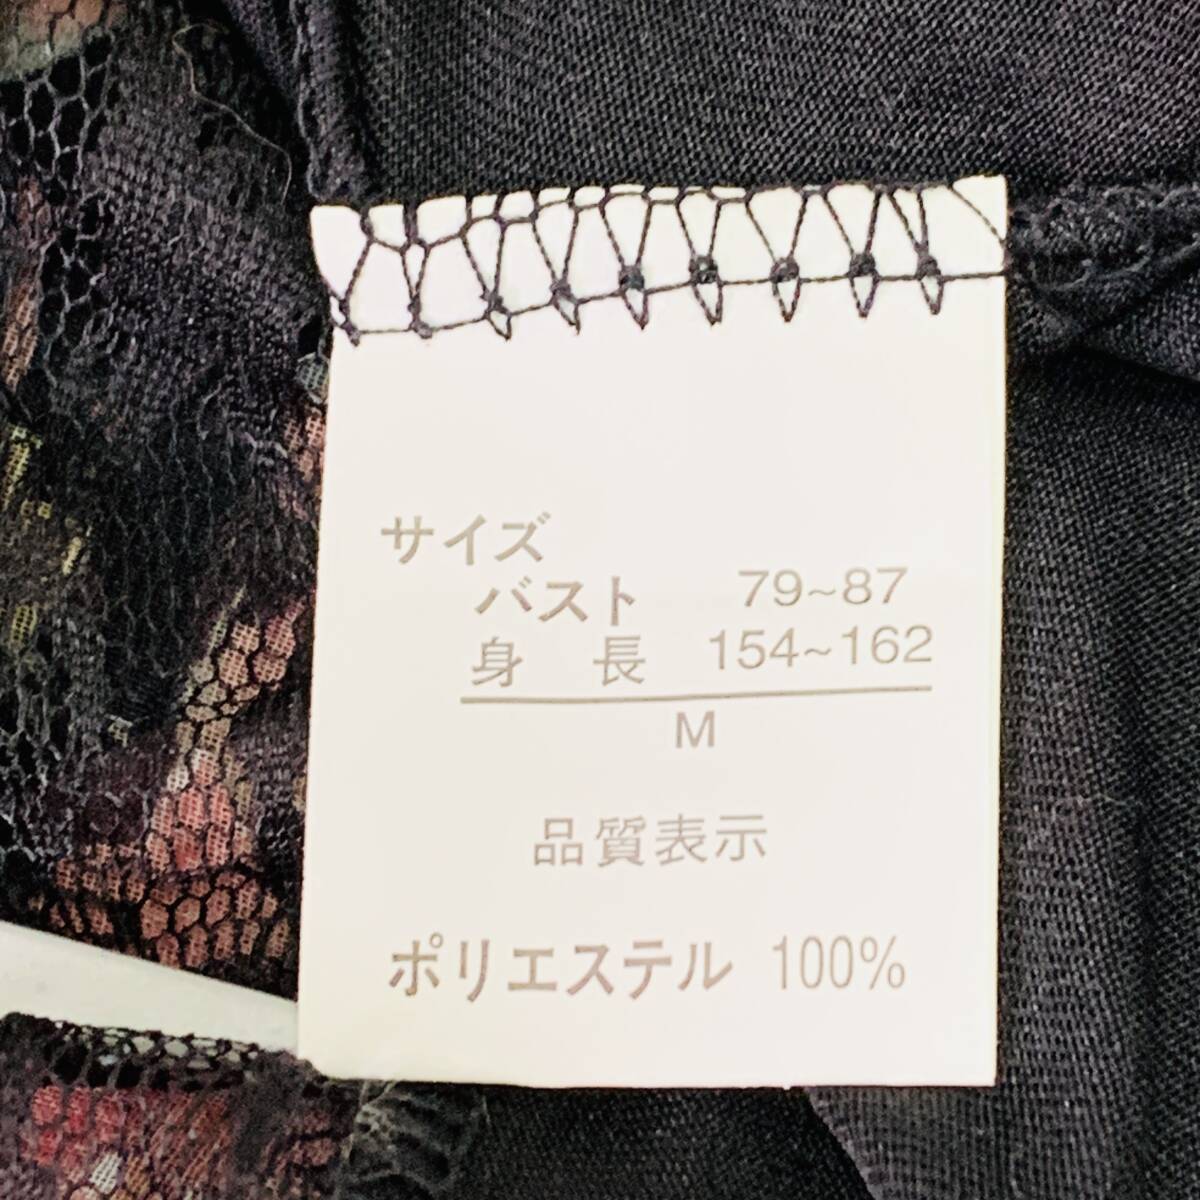 サイズ
バスト 79~87
身 長 154~162
M
品質表示
ポリエステル 100%